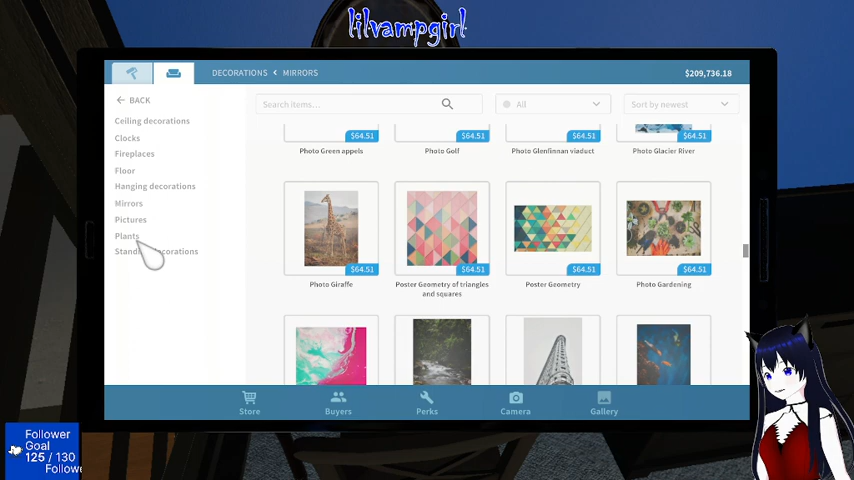 lilvampgirl
DECORATIONS < MIRRORS
$209,736.18
BACK
Search items...
All
Sort by newest
Ceiling decorations
Clocks
Fireplaces
Floor
Hanging decorations
Mirrors
Pictures
Plants
decorations
$64.51
$64.51
$64.51
$64.51
Photo Green appels
Photo Golf
Photo Glenfinnan viaduct
Photo Glacier River
$64.51
$64.51
$64.51
$64.51
Photo Giraffe
Poster Geometry of triangles
and squares
Poster Geometry
Photo Gardening
Store
Buyers
Perks
Camera
Gallery
Follower
Goal
125 / 130